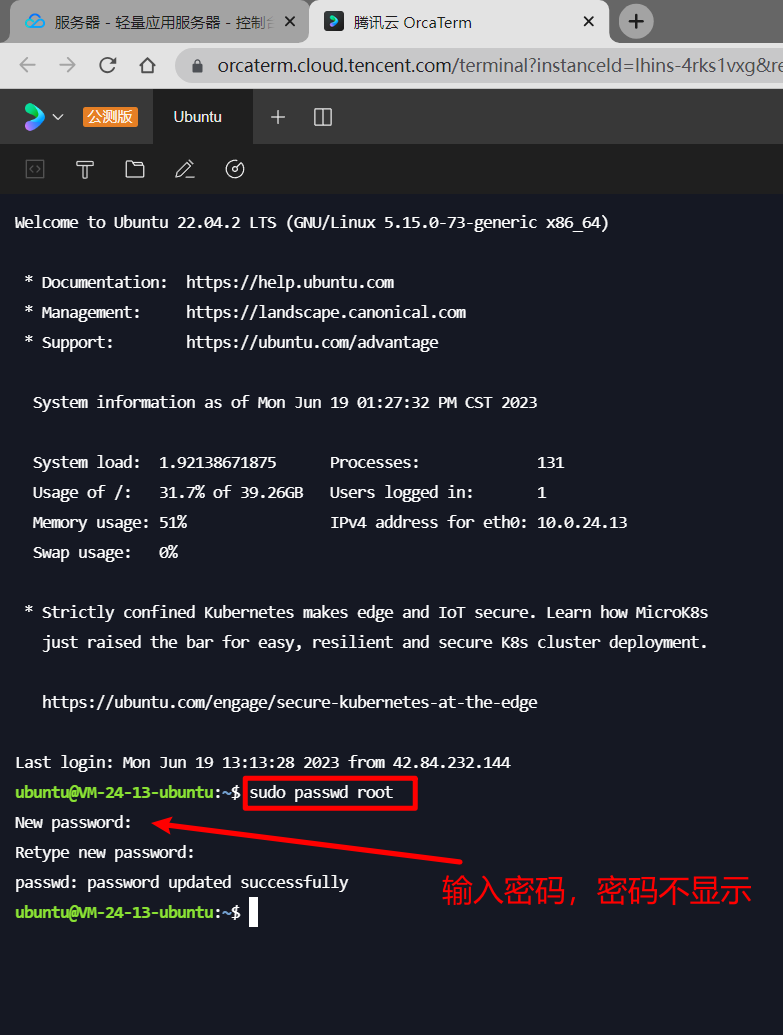 服务器 - 轻量应用服务器 - 控制台
腾讯云 OrcaTerm
orcaterm.cloud.tencent.com/terminal?instanceId=lhins-4rks1vxg&re
公测版
Ubuntu
Welcome to Ubuntu 22.04.2 LTS (GNU/Linux 5.15.0-73-generic x86_64)
* Documentation:  https://help.ubuntu.com
* Management:     https://landscape.canonical.com
* Support:        https://ubuntu.com/advantage
System information as of Mon Jun 19 01:27:32 PM CST 2023
System load:  1.92138671875      Processes:             131
Usage of /:   31.7% of 39.26GB   Users logged in:       1
Memory usage: 51%                IPv4 address for eth0: 10.0.24.13
Swap usage:   0%
* Strictly confined Kubernetes makes edge and IoT secure. Learn how MicroK8s
just raised the bar for easy, resilient and secure K8s cluster deployment.
https://ubuntu.com/engage/secure-kubernetes-at-the-edge
Last login: Mon Jun 19 13:13:28 2023 from 42.84.232.144
ubuntu@VM-24-13-ubuntu:~$ sudo passwd root
New password:
Retype new password:
passwd: password updated successfully
输入密码，密码不显示
ubuntu@VM-24-13-ubuntu:~$